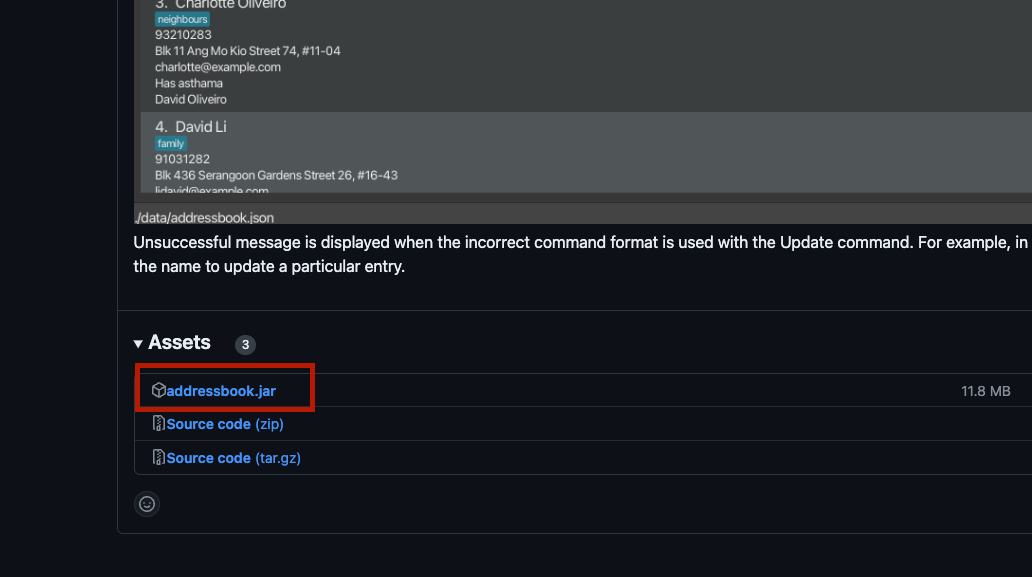 3. Charlotte Oliveiro
neighbours
93210283
Blk 11 Ang Mo Kio Street 74, #11-04
charlotte@example.com
Has asthama
David Oliveiro
4. David Li
family
91031282
Blk 436 Serangoon Gardens Street 26, #16-43
lidavid@example.com
./data/addressbook.json
Unsuccessful message is displayed when the incorrect command format is used with the Update command. For example, in
the name to update a particular entry.
Assets 3
addressbook.jar 11.8 MB
Source code (zip)
Source code (tar.gz)